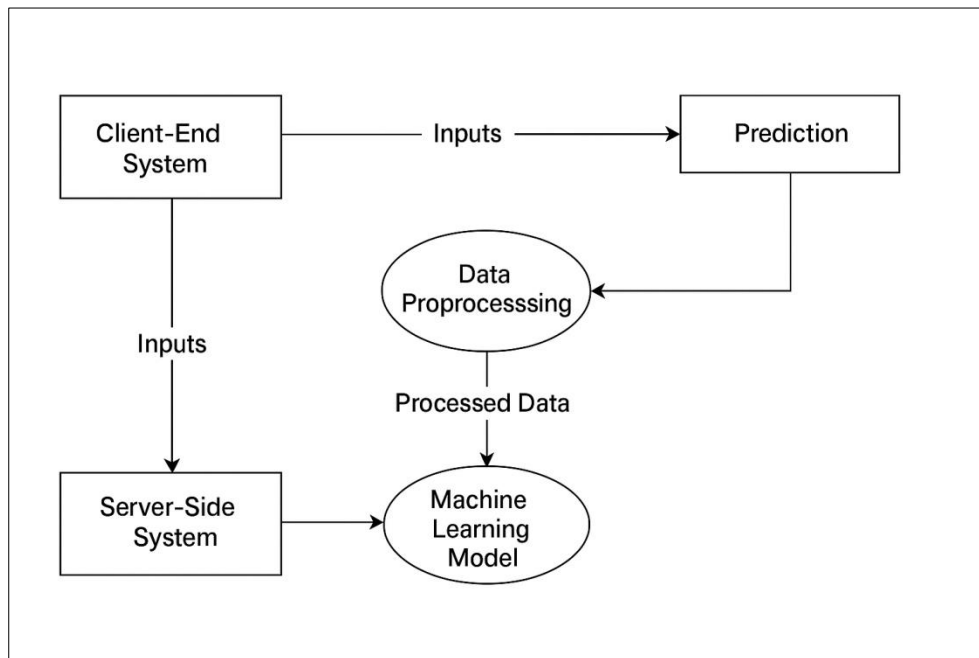 Client-End
System
Inputs
Prediction
Data
Proprocesssing
Inputs
Processed Data
Server-Side
System
Machine
Learning
Model